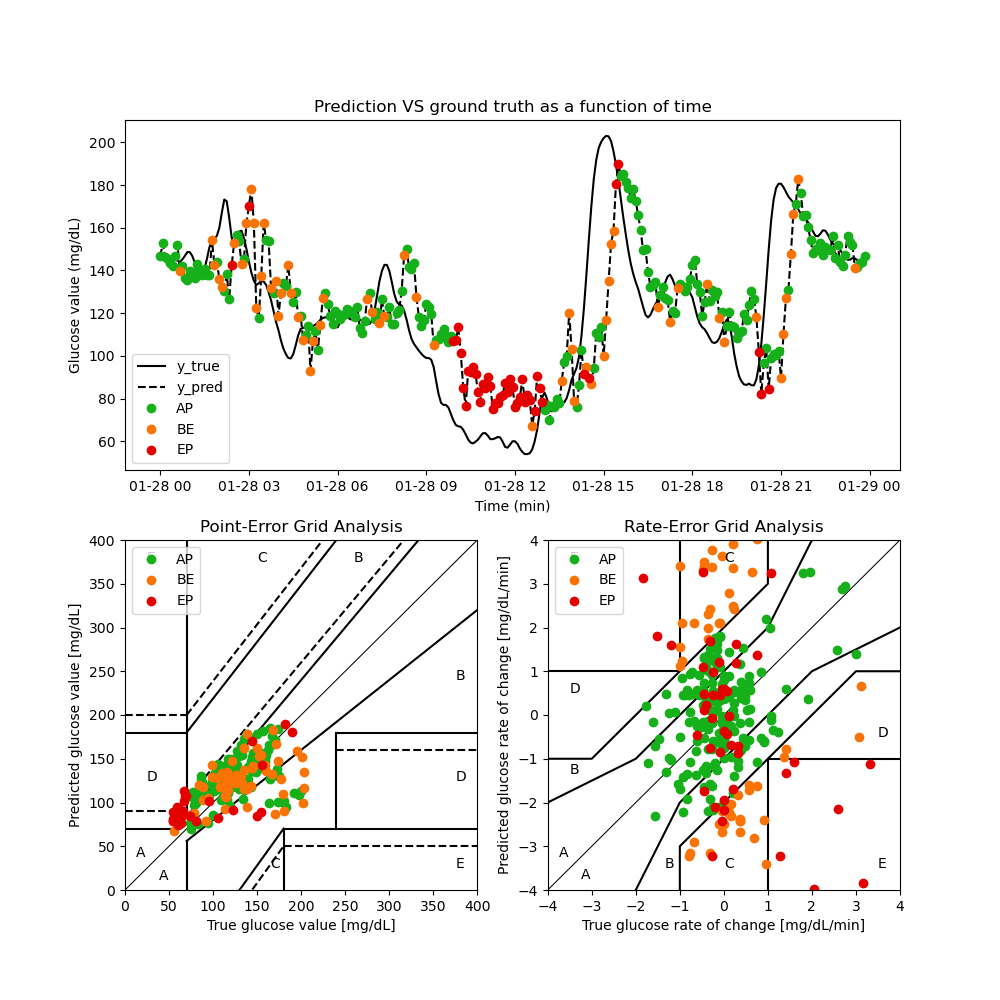 Prediction VS ground truth as a function of time
Glucose value (mg/dL)
200
180
160
140
120
100
80
60
y_true
y_pred
AP
BE
EP
01-28 00 01-28 03 01-28 06 01-28 09 01-28 12 01-28 15 01-28 18 01-28 21 01-29 00
Time (min)
Point-Error Grid Analysis
Predicted glucose value [mg/dL]
400
350
300
250
200
150
100
50
0
AP
BE
EP
C
B
B
D
D
A
A
C
E
0 50 100 150 200 250 300 350 400
True glucose value [mg/dL]
Rate-Error Grid Analysis
Predicted glucose rate of change [mg/dL/min]
4
3
2
1
0
−1
−2
−3
−4
AP
BE
EP
C
D
D
B
A
A
B
C
E
−4 −3 −2 −1 0 1 2 3 4
True glucose rate of change [mg/dL/min]